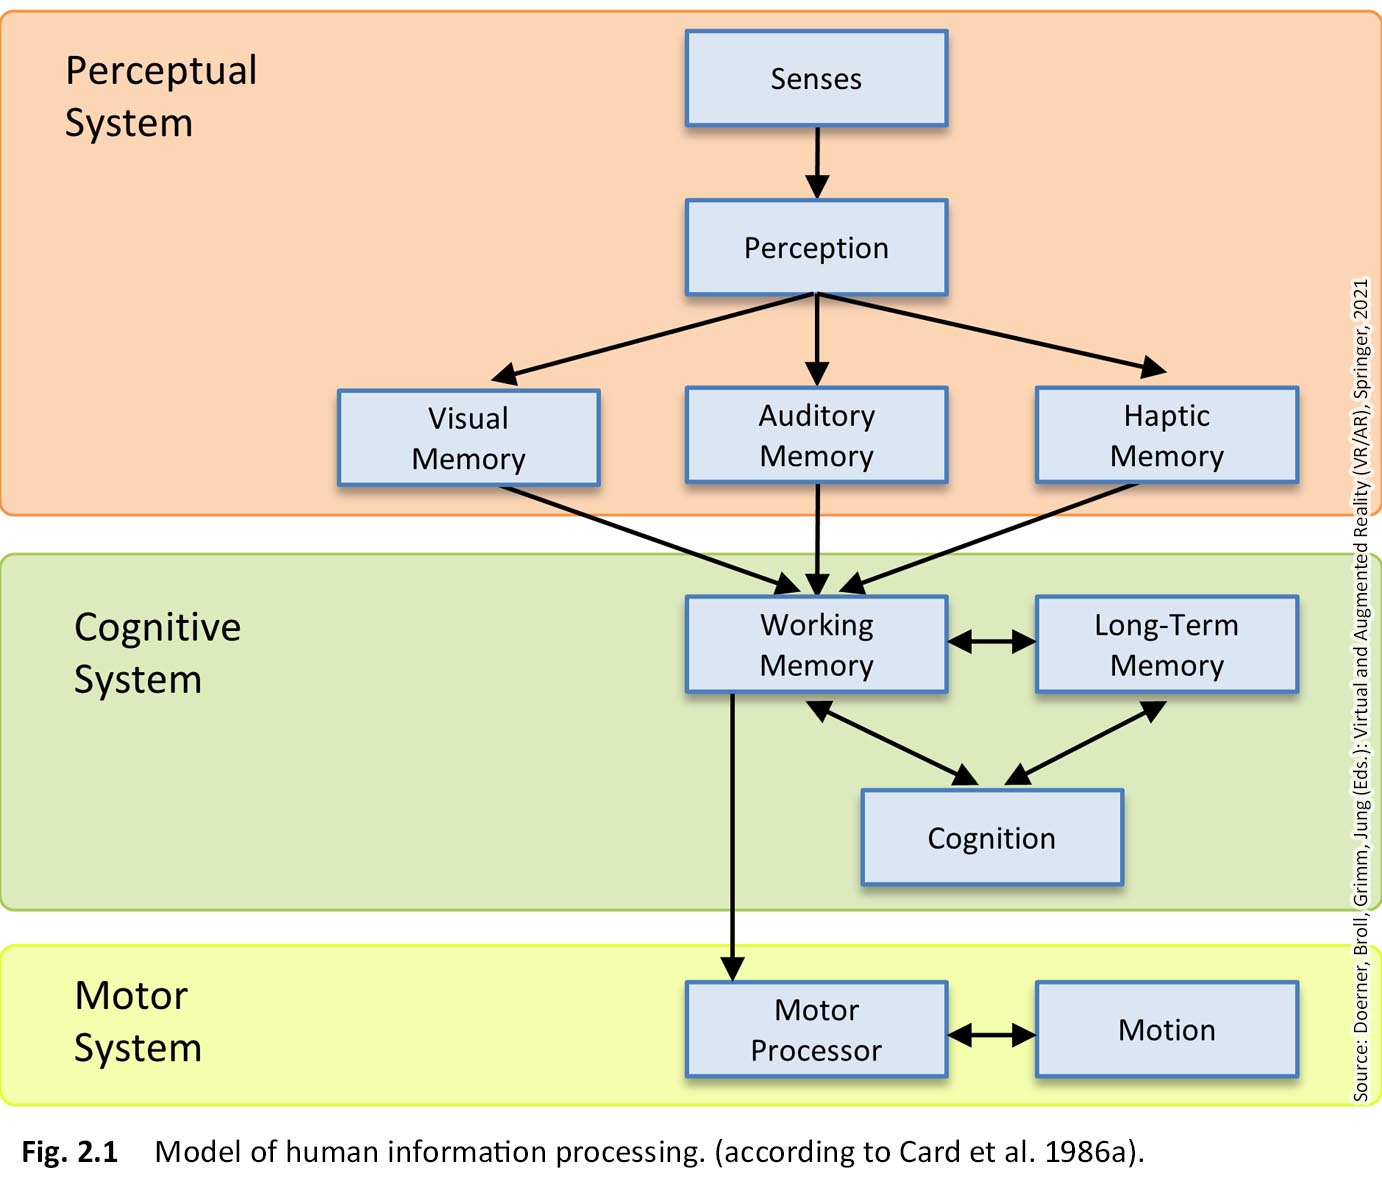 Perceptual
System
Senses
Perception
Visual
Memory
Auditory
Memory
Haptic
Memory
Cognitive
System
Working
Memory
Long-Term
Memory
Cognition
Motor
System
Motor
Processor
Motion
Source: Doerner, Broll, Grimm, Jung (Eds.): Virtual and Augmented Reality (VR/AR), Springer, 2021
Fig. 2.1 Model of human information processing. (according to Card et al. 1986a).